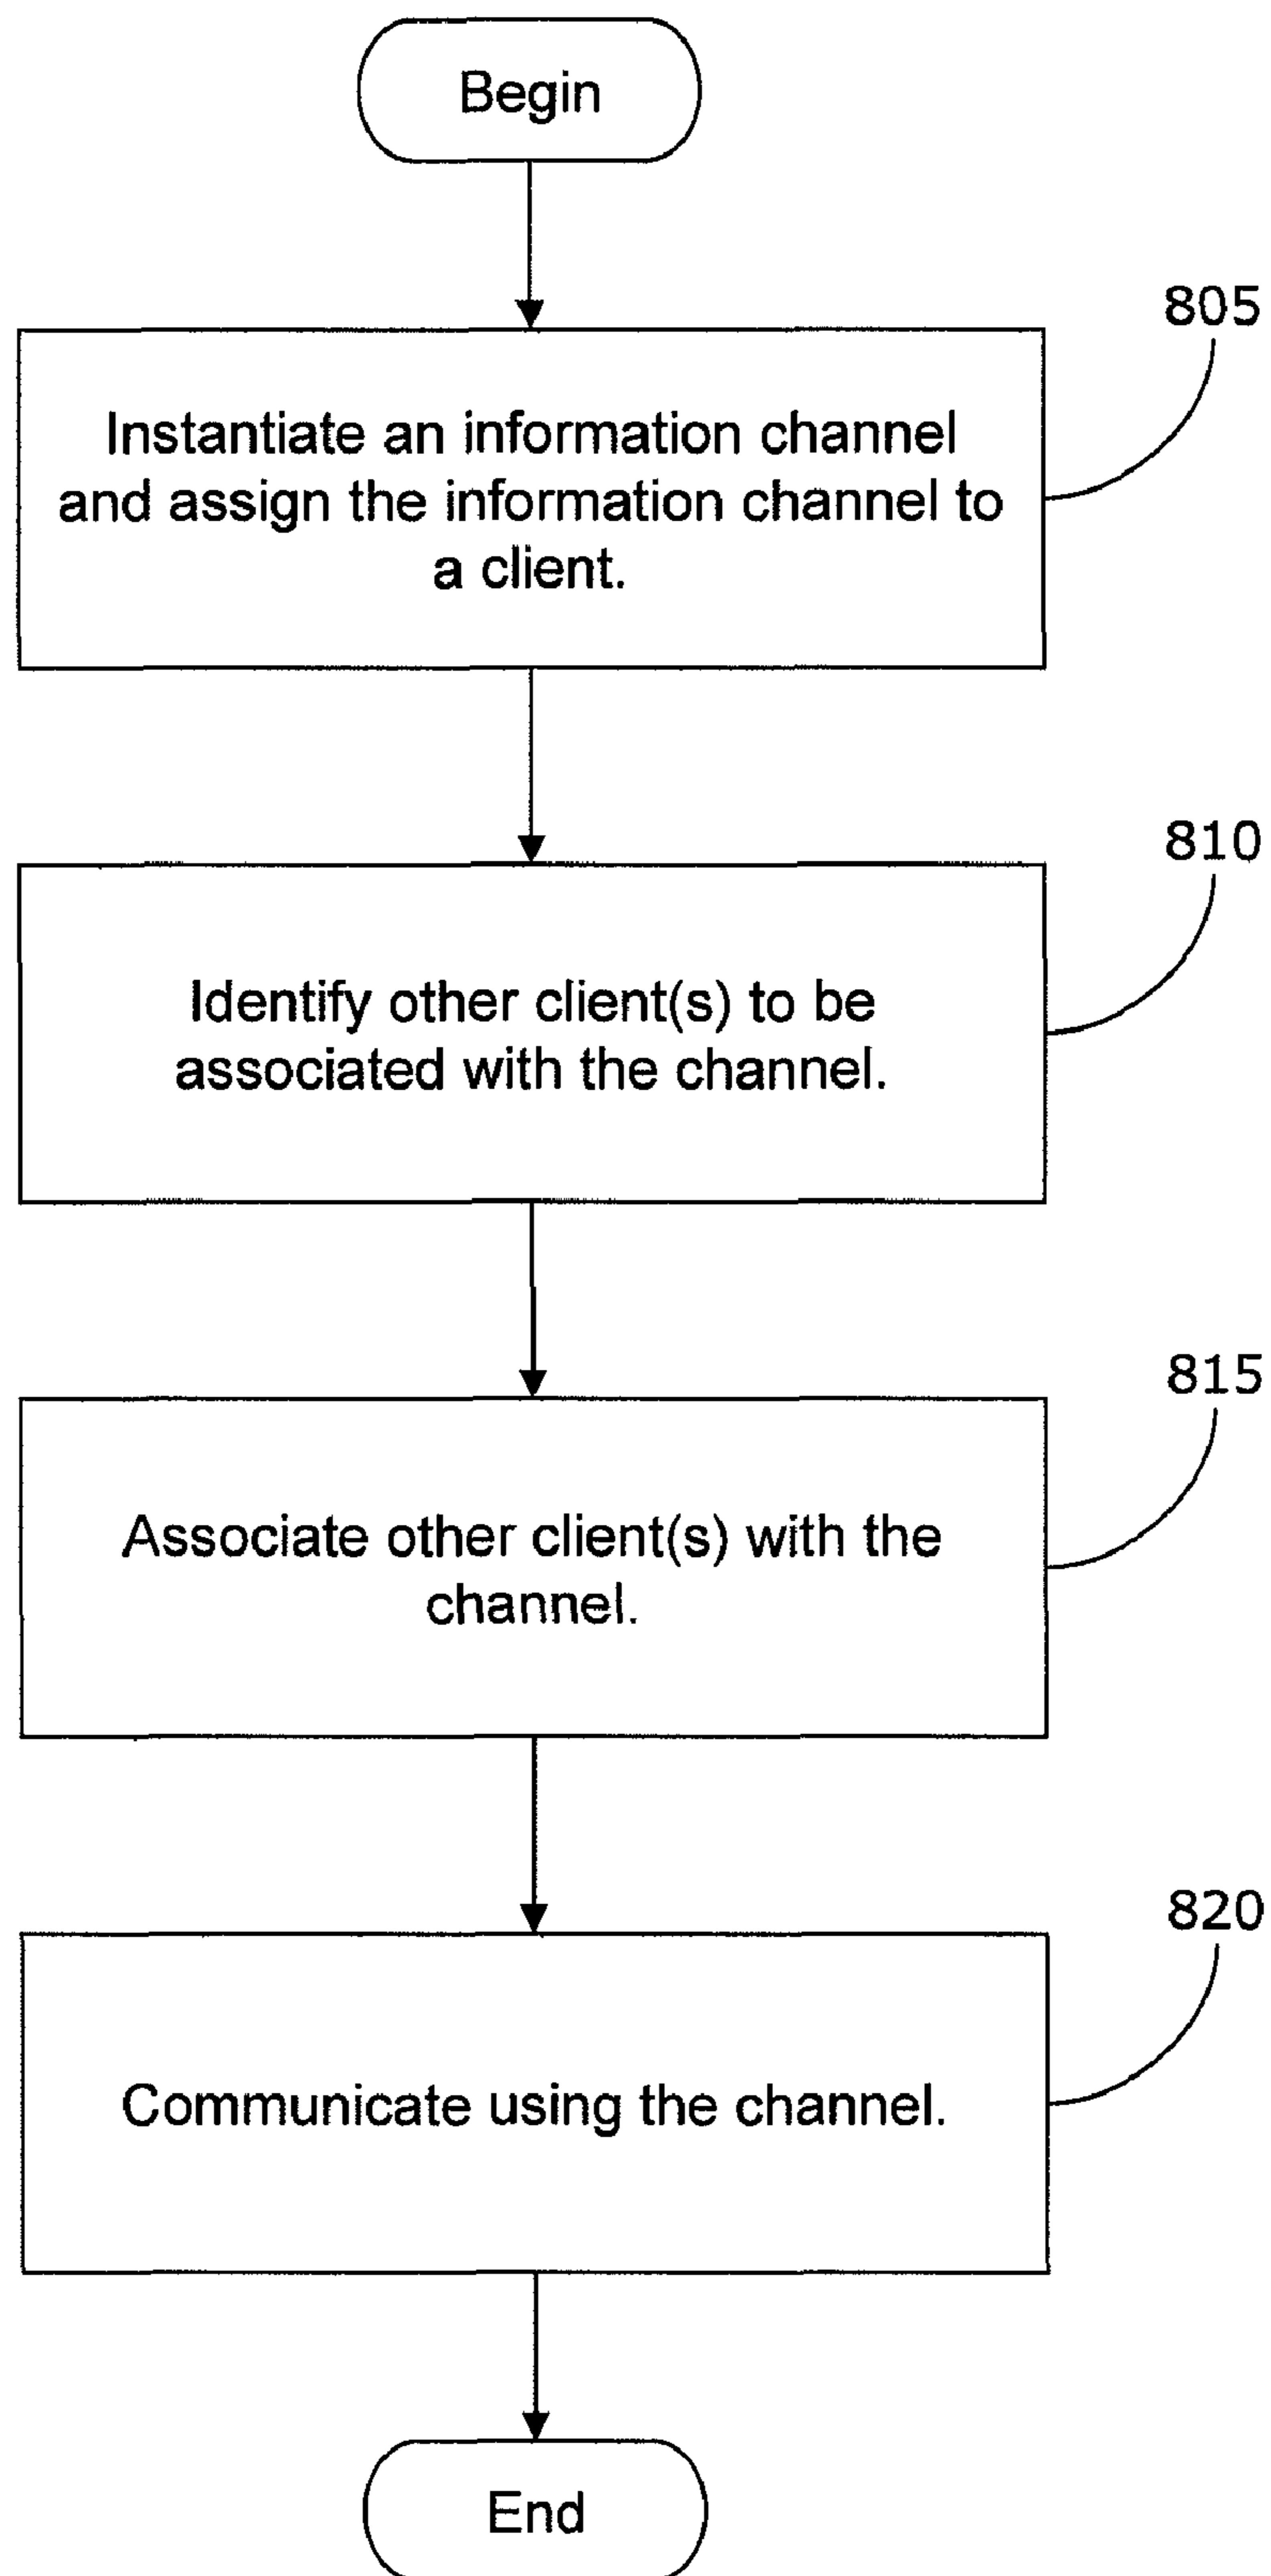 Begin
805
Instantiate an information channel
and assign the information channel to
a client.
810
Identify other client(s) to be
associated with the channel.
815
Associate other client(s) with the
channel.
820
Communicate using the channel.
End